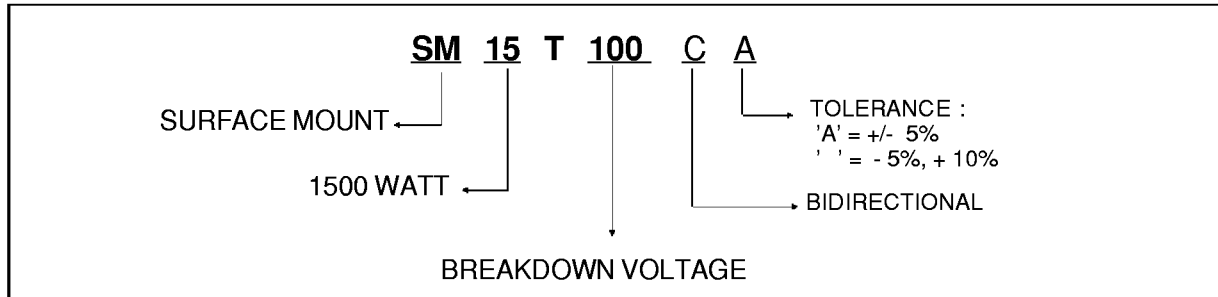 SM 15 T 100 C A
SURFACE MOUNT
TOLERANCE :
'A' = +/- 5%
' ' = - 5%, + 10%
1500 WATT
BIDIRECTIONAL
BREAKDOWN VOLTAGE